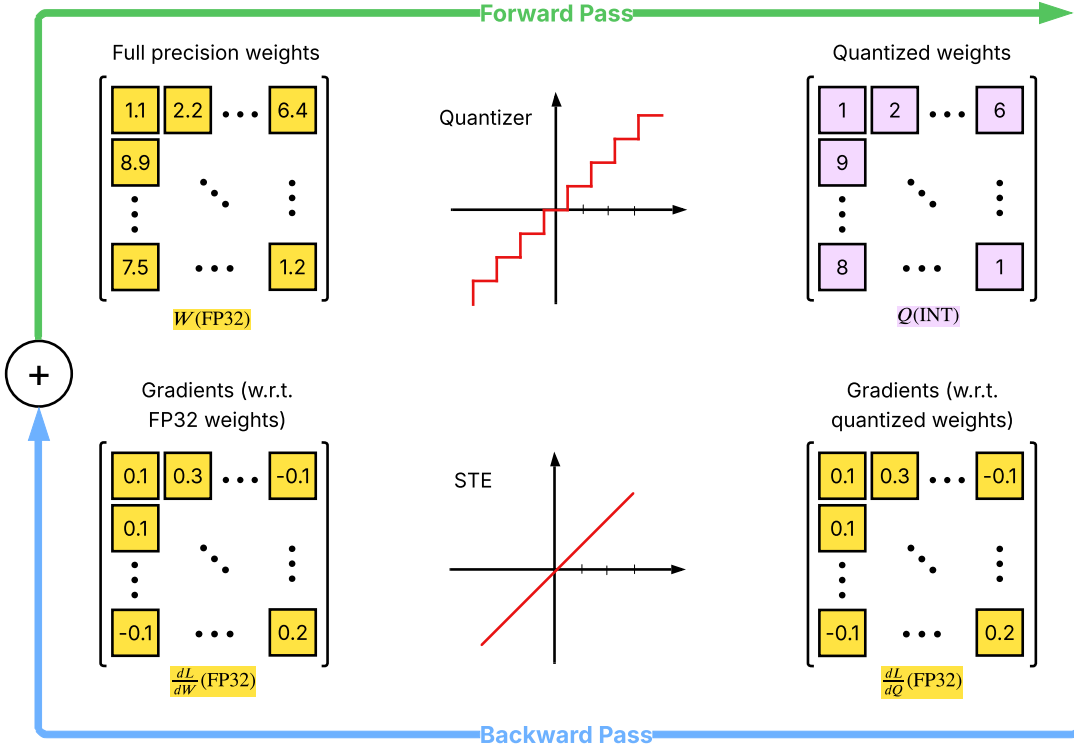 Forward Pass
Full precision weights
1.1 2.2 ... 6.4
8.9
7.5 ... 1.2
W(FP32)
Quantizer
Quantized weights
1 2 ... 6
9
8 ... 1
Q(INT)
+
Gradients (w.r.t.
FP32 weights)
0.1 0.3 ... -0.1
0.1
-0.1 ... 0.2
dL/dW (FP32)
STE
Gradients (w.r.t.
quantized weights)
0.1 0.3 ... -0.1
0.1
-0.1 ... 0.2
dL/dQ (FP32)
Backward Pass